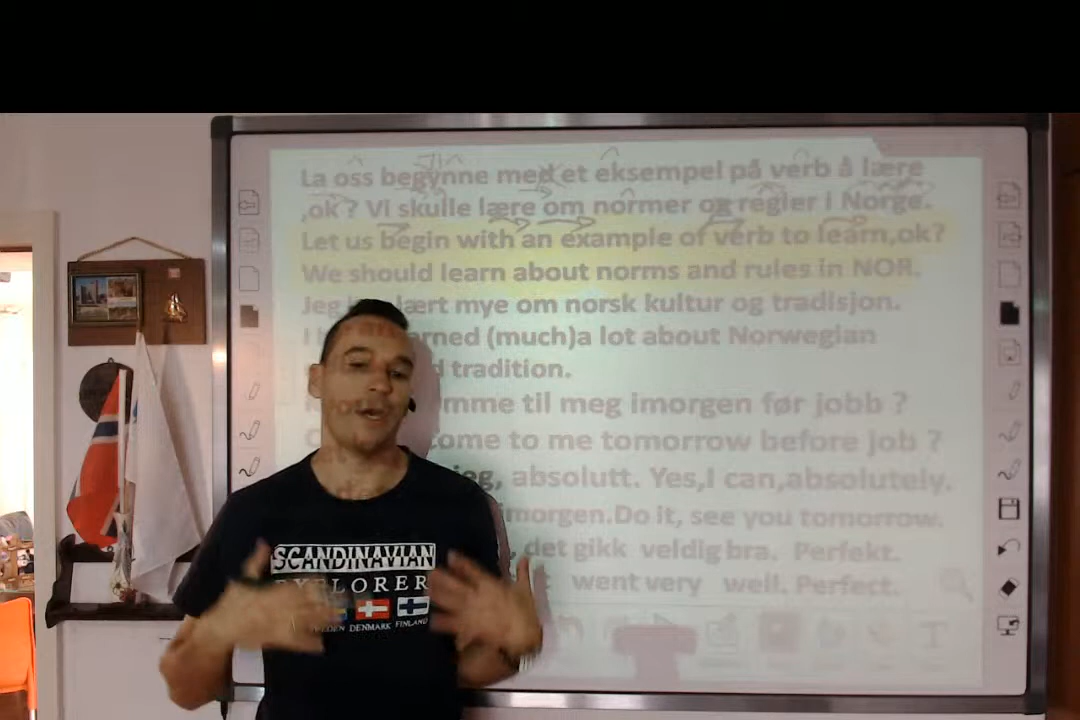 La oss begynne med et eksempel på verb å lære
,ok? Vi skulle lære om normer og regler i Norge.
Let us begin with an example of verb to learn,ok?
We should learn about norms and rules in NOR.
Jeg lært mye om norsk kultur og tradisjon.
I (much)a lot about Norwegian
tradition.
til meg imorgen før jobb ?
come to me tomorrow before job ?
jeg, absolutt. Yes,I can,absolutely.
imorgen.Do it, see you tomorrow.
, det gikk veldig bra. Perfekt.
went very well. Perfect.
SCANDINAVIAN
EXPLORER
DENMARK FINLAND